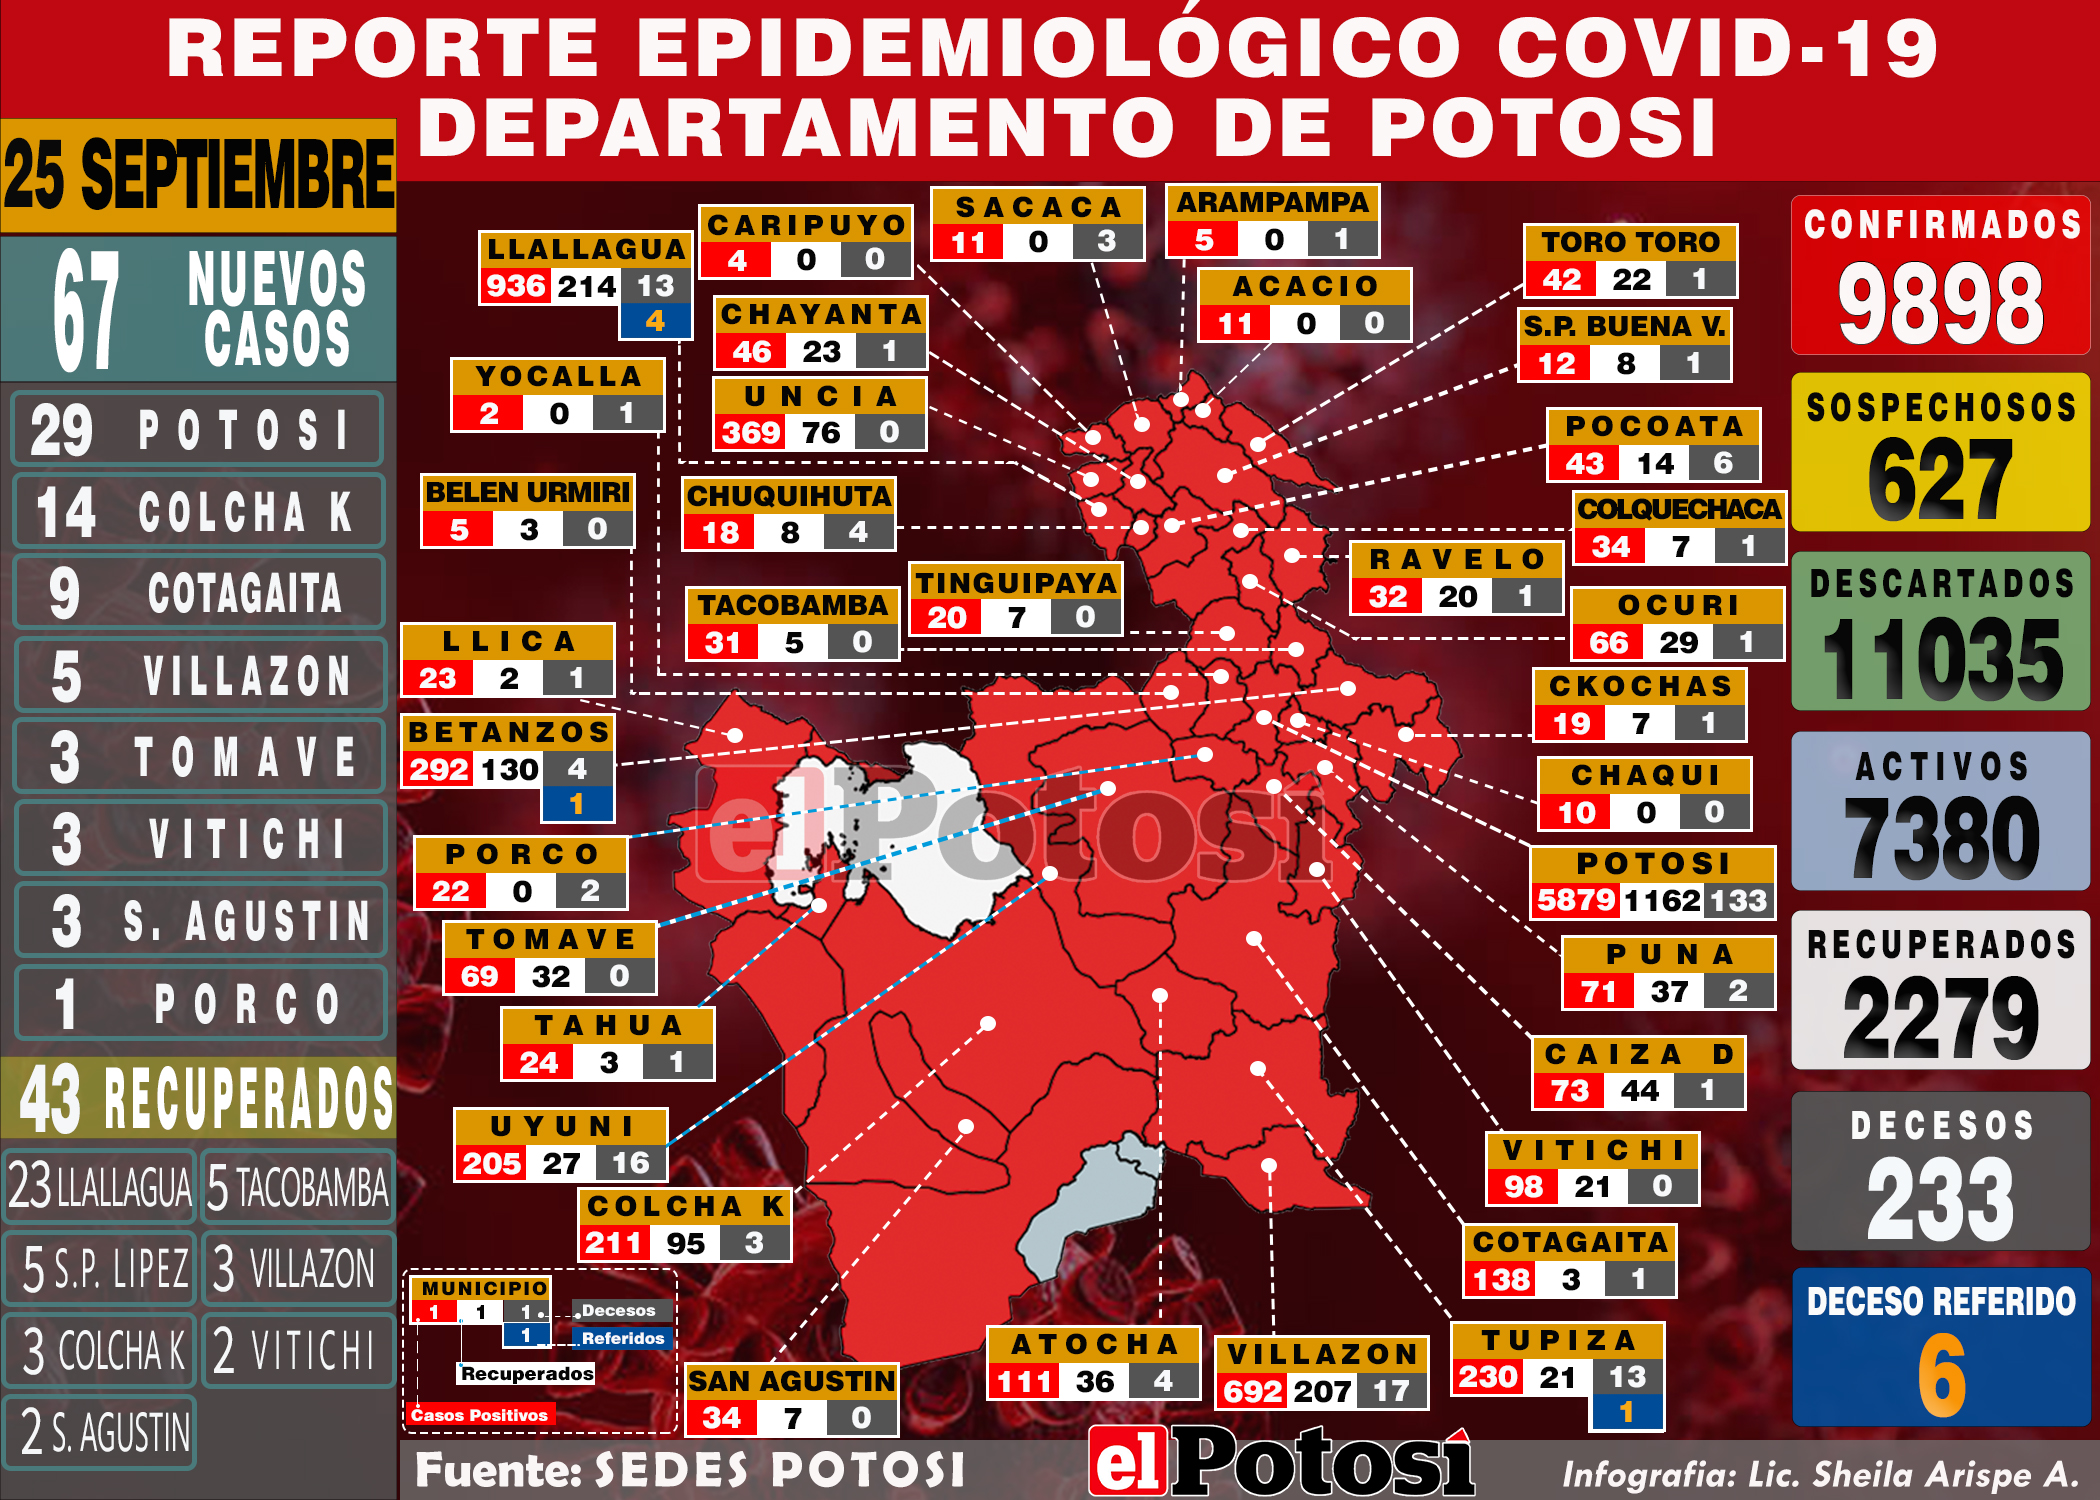 REPORTE EPIDEMIOLÓGICO COVID-19
DEPARTAMENTO DE POTOSI
25 SEPTIEMBRE
67 NUEVOS
CASOS
29 POTOSI
14 COLCHA K
9 COTAGAITA
5 VILLAZON
3 TOMAVE
3 VITICHI
3 S. AGUSTIN
1 PORCO
43 RECUPERADOS
23 LLALLAGUA
5 TACOBAMBA
5 S.P. LIPEZ
3 VILLAZON
3 COLCHA K
2 VITICHI
2 S. AGUSTIN
LLALLAGUA
936 214 13
4
CARIPUYO
4 0 0
SACACA
11 0 3
ARAMPAMPA
5 0 1
ACACIO
11 0 0
TORO TORO
42 22 1
CHAYANTA
46 23 1
S.P. BUENA V.
12 8 1
YOCALLA
2 0 1
UNCIA
369 76 0
POCOATA
43 14 6
BELEN URMIRI
5 3 0
CHUQUIHUTA
18 8 4
COLQUECHACA
34 7 1
RAVELO
32 20 1
TINGUIPAYA
20 7 0
TACOBAMBA
31 5 0
OCURI
66 29 1
LLICA
23 2 1
CKOCHAS
19 7 1
BETANZOS
292 130 4
1
CHAQUI
10 0 0
PORCO
22 0 2
POTOSI
5879 1162 133
TOMAVE
69 32 0
PUNA
71 37 2
TAHUA
24 3 1
CAIZA D
73 44 1
UYUNI
205 27 16
VITICHI
98 21 0
COLCHA K
211 95 3
COTAGAITA
138 3 1
SAN AGUSTIN
34 7 0
ATOCHA
111 36 4
VILLAZON
692 207 17
TUPIZA
230 21 13
1
el Potosí
MUNICIPIO
1 1 1
1
Decesos
Referidos
Recuperados
Casos Positivos
CONFIRMADOS
9898
SOSPECHOSOS
627
DESCARTADOS
11035
ACTIVOS
7380
RECUPERADOS
2279
DECESOS
233
DECESO REFERIDO
6
Fuente: SEDES POTOSI
el Potosí
Infografia: Lic. Sheila Arispe A.